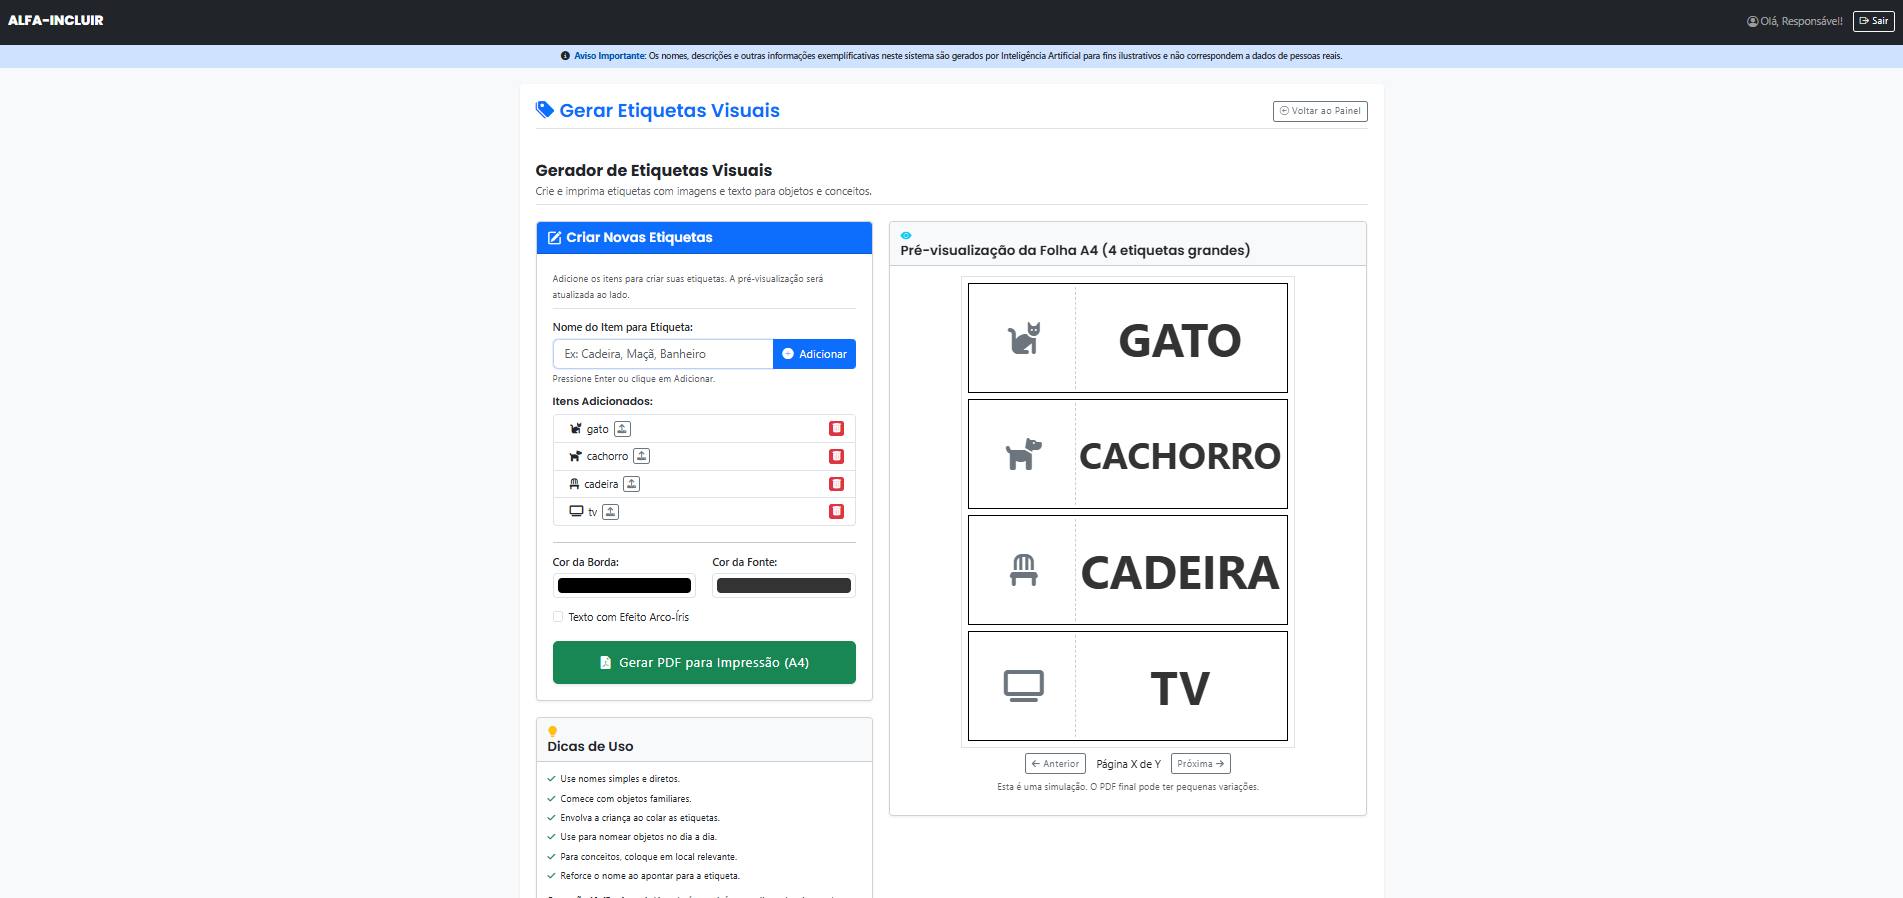 ALFA-INCLUIR
Olá, Responsável!
Sair
Aviso Importante: Os nomes, descrições e outras informações exemplificativas neste sistema são gerados por Inteligência Artificial para fins ilustrativos e não correspondem a dados de pessoas reais.
Gerar Etiquetas Visuais
Voltar ao Painel
Gerador de Etiquetas Visuais
Crie e imprima etiquetas com imagens e texto para objetos e conceitos.
Criar Novas Etiquetas
Adicione os itens para criar suas etiquetas. A pré-visualização será
atualizada ao lado.
Nome do Item para Etiqueta:
Ex: Cadeira, Maçã, Banheiro
Adicionar
Pressione Enter ou clique em Adicionar.
Itens Adicionados:
gato
cachorro
cadeira
tv
Cor da Borda:
Cor da Fonte:
Texto com Efeito Arco-Íris
Gerar PDF para Impressão (A4)
Dicas de Uso
Use nomes simples e diretos.
Comece com objetos familiares.
Envolva a criança ao colar as etiquetas.
Use para nomear objetos no dia a dia.
Para conceitos, coloque em local relevante.
Reforce o nome ao apontar para a etiqueta.
Pré-visualização da Folha A4 (4 etiquetas grandes)
GATO
CACHORRO
CADEIRA
TV
Anterior
Página X de Y
Próxima
Esta é uma simulação. O PDF final pode ter pequenas variações.